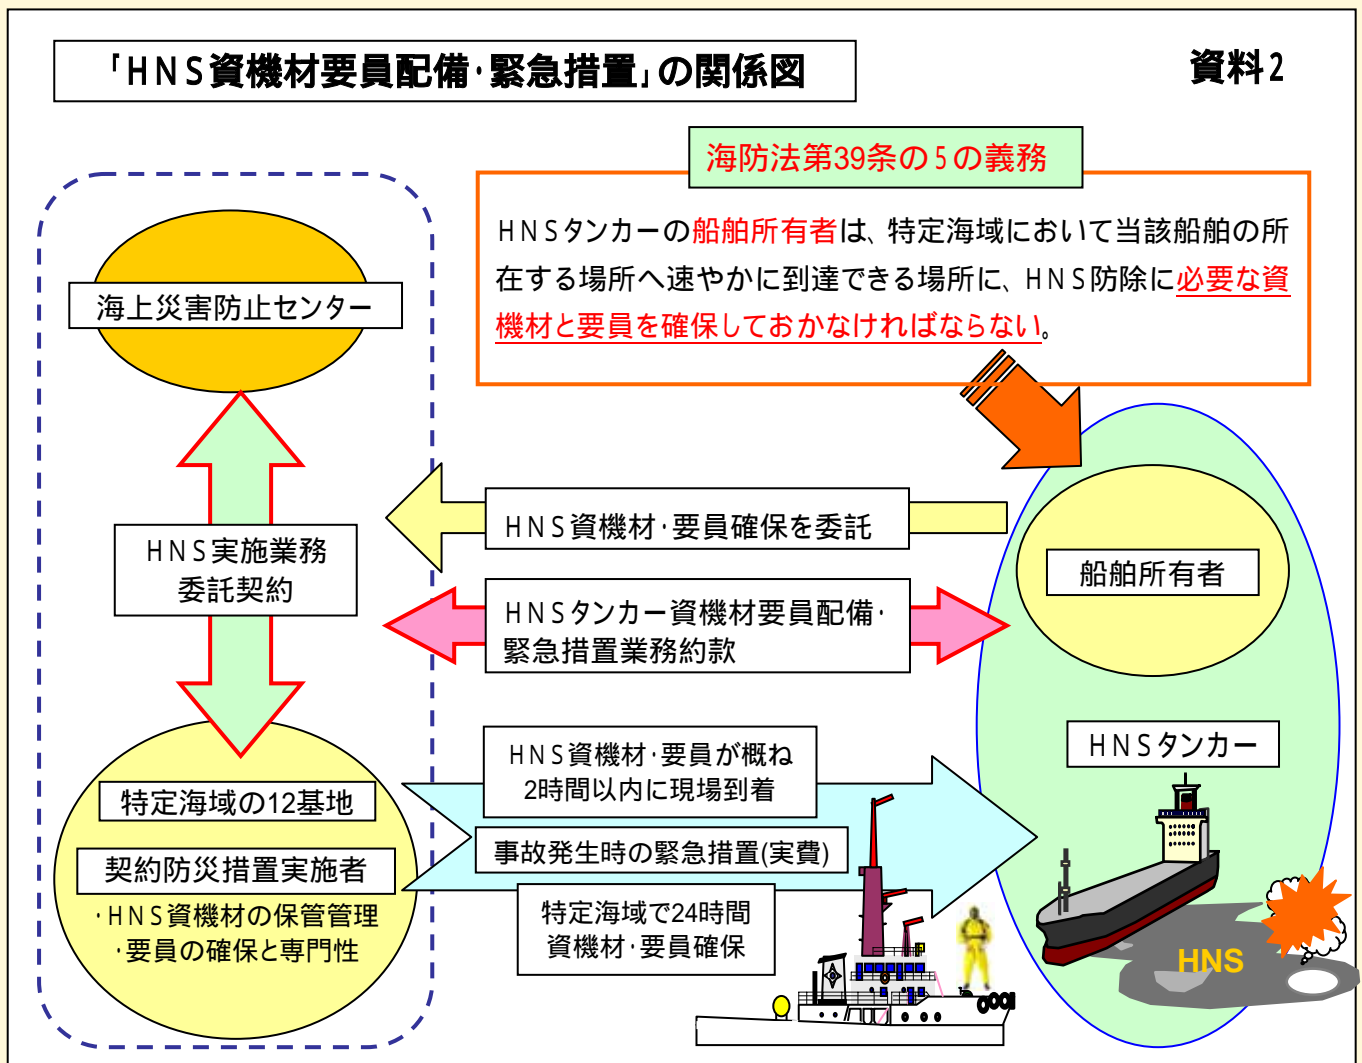 「HNS資機材要員配備・緊急措置」の関係図
資料2
海防法第39条の5の義務
HNSタンカーの船舶所有者は、特定海域において当該船舶の所
在する場所へ速やかに到達できる場所に、HNS防除に必要な資
機材と要員を確保しておかなければならない。
海上災害防止センター
HNS実施業務
委託契約
HNS資機材・要員確保を委託
HNSタンカー資機材要員配備・
緊急措置業務約款
船舶所有者
HNSタンカー
HNS資機材・要員が概ね
2時間以内に現場到着
事故発生時の緊急措置(実費)
特定海域で24時間
資機材・要員確保
特定海域の12基地
契約防災措置実施者
・HNS資機材の保管管理
・要員の確保と専門性
HNS